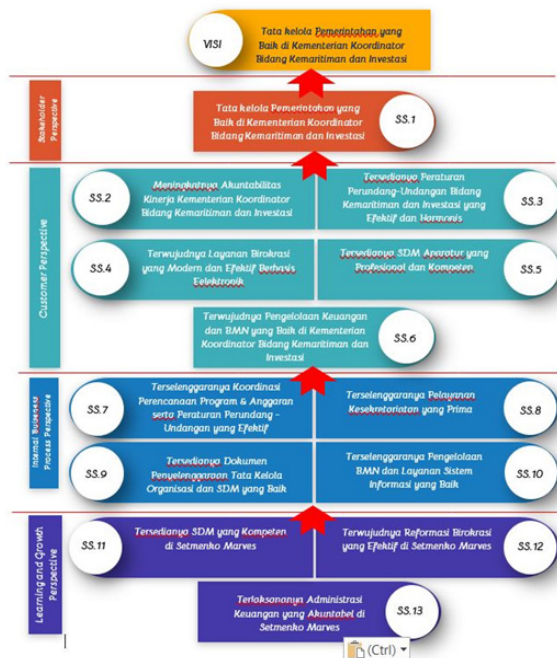 VISI
Tata kelola Pemerintahan yang
Baik di Kementerian Koordinator
Bidang Kemaritiman dan Investasi
Stakeholder
Perspective
Tata kelola Pemerintahan yang
Baik di Kementerian Koordinator
Bidang Kemaritiman dan Investasi
SS.1
Customer Perspective
SS.2
Meningkatnya Akuntabilitas
Kinerja Kementerian Koordinator
Bidang Kemaritiman dan Investasi
Tersedianya Peraturan
Perundang-Undangan Bidang
Kemaritiman dan Investasi yang
Efektif dan Harmonis
SS.3
SS.4
Terwujudnya Layanan Birokrasi
yang Modern dan Efektif Berbasis
Eelektronik
Tersedianya SDM Aparatur yang
Profesional dan Kompeten
SS.5
Terwujudnya Pengelolaan Keuangan
dan BMN yang Baik di Kementerian
Koordinator Bidang Kemaritiman dan
Investasi
SS.6
Internal Busness
Process Perspective
SS.7
Terselenggaranya Koordinasi
Perencanaan Program & Anggaran
serta Peraturan Perundang -
Undangan yang Efektif
Terselenggaranya Pelayanan
Kesekretariatan yang Prima
SS.8
SS.9
Tersedianya Dokumen
Penyelenggaraan Tata Kelola
Organisasi dan SDM yang Baik
Terselenggaranya Pengelolaan
BMN dan Layanan Sistem
Informasi yang Baik
SS.10
Learning and Growth
Perspective
SS.11
Tersedianya SDM yang Kompeten
di Setmenko Marves
Terwujudnya Reformasi Birokrasi
yang Efektif di Setmenko Marves
SS.12
Terlaksananya Administrasi
Keuangan yang Akuntabel di
Setmenko Marves
SS.13
(Ctrl)